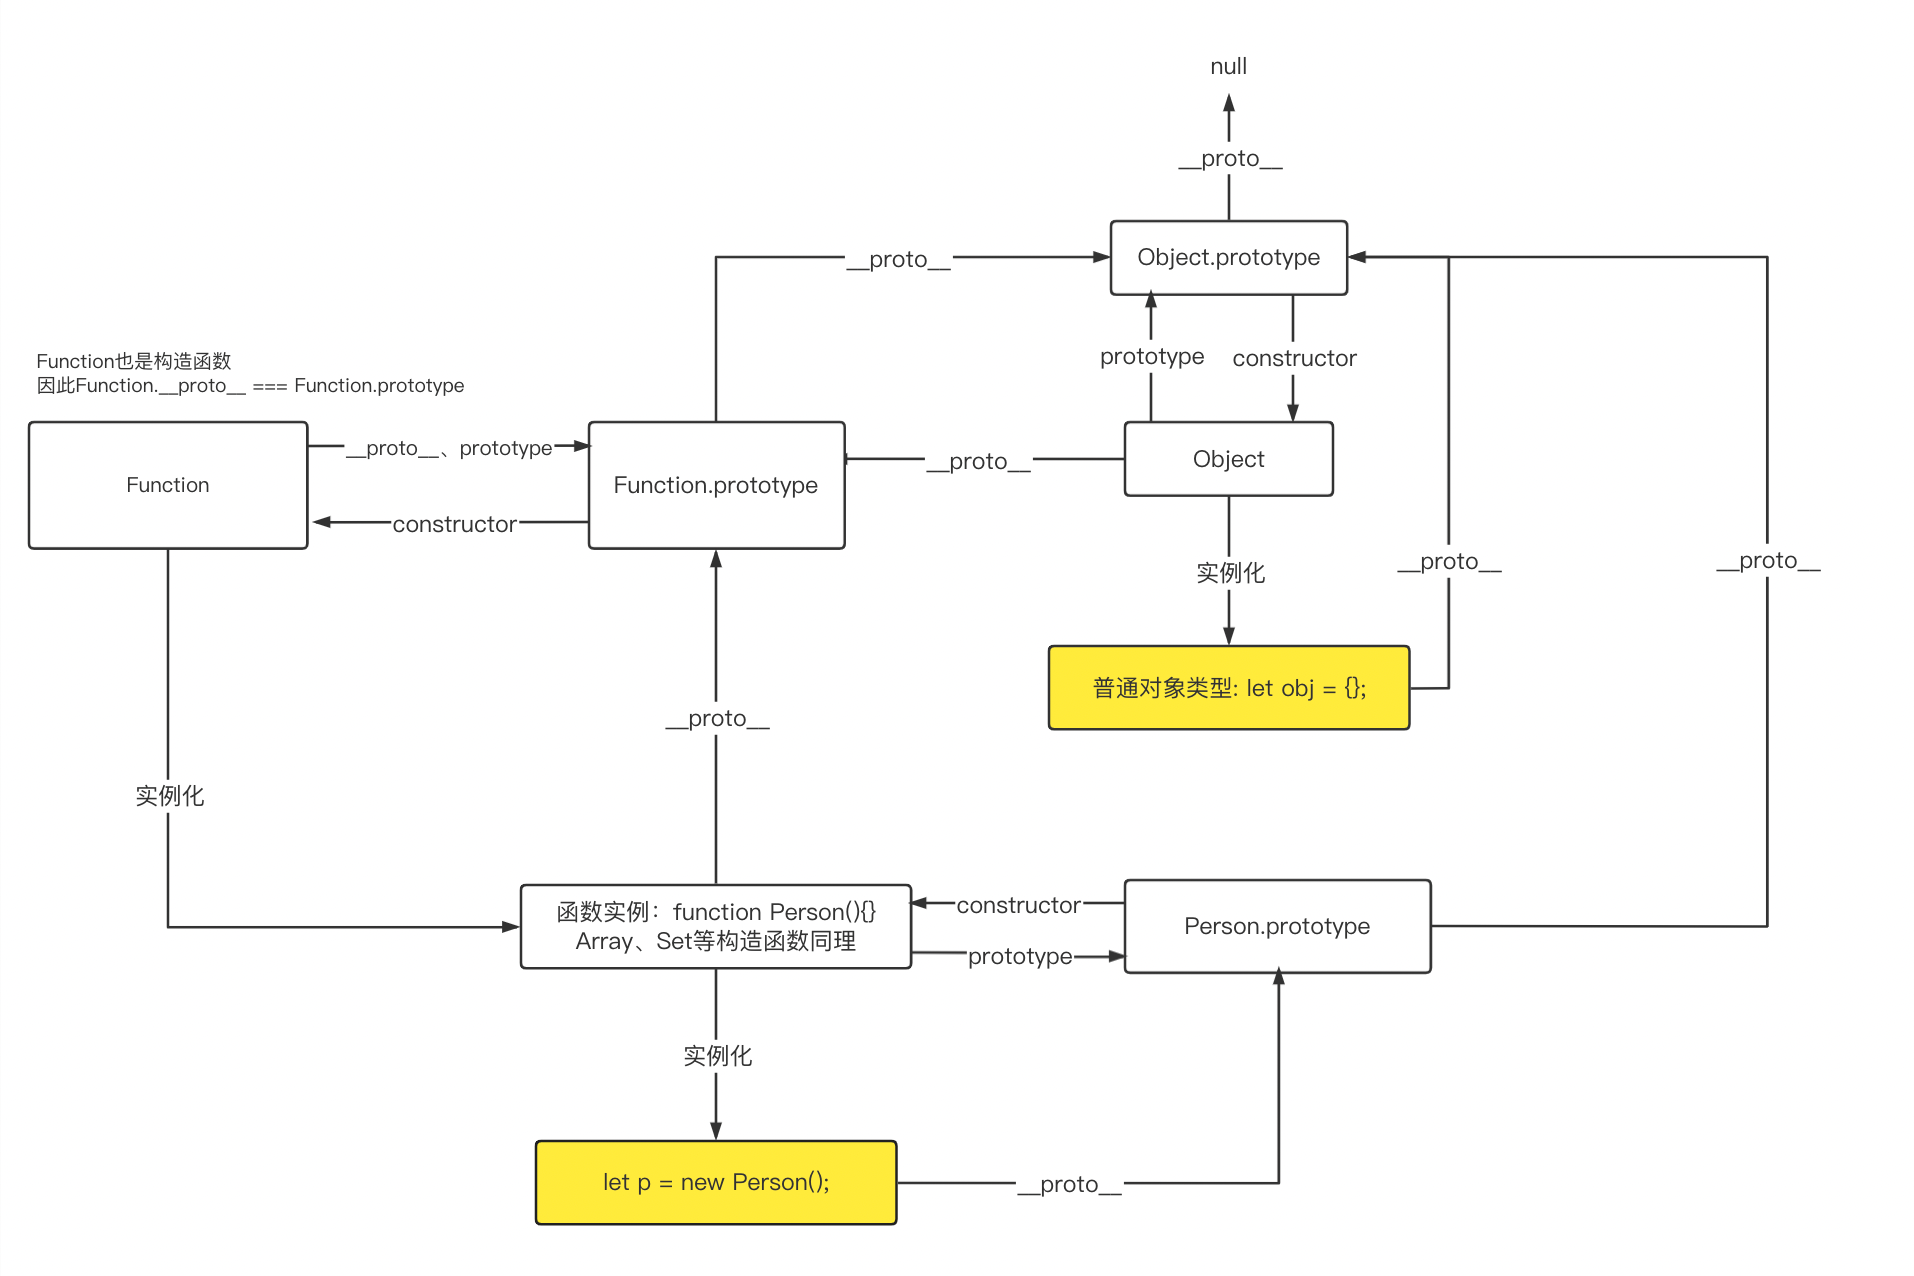 null
__proto__
Object.prototype
__proto__
prototype
constructor
Function也是构造函数
因此Function.__proto__ === Function.prototype
Function
__proto__、prototype
constructor
Function.prototype
__proto__
Object
实例化
__proto__
__proto__
普通对象类型: let obj = {};
__proto__
实例化
函数实例：function Person(){}
Array、Set等构造函数同理
constructor
prototype
Person.prototype
实例化
let p = new Person();
__proto__